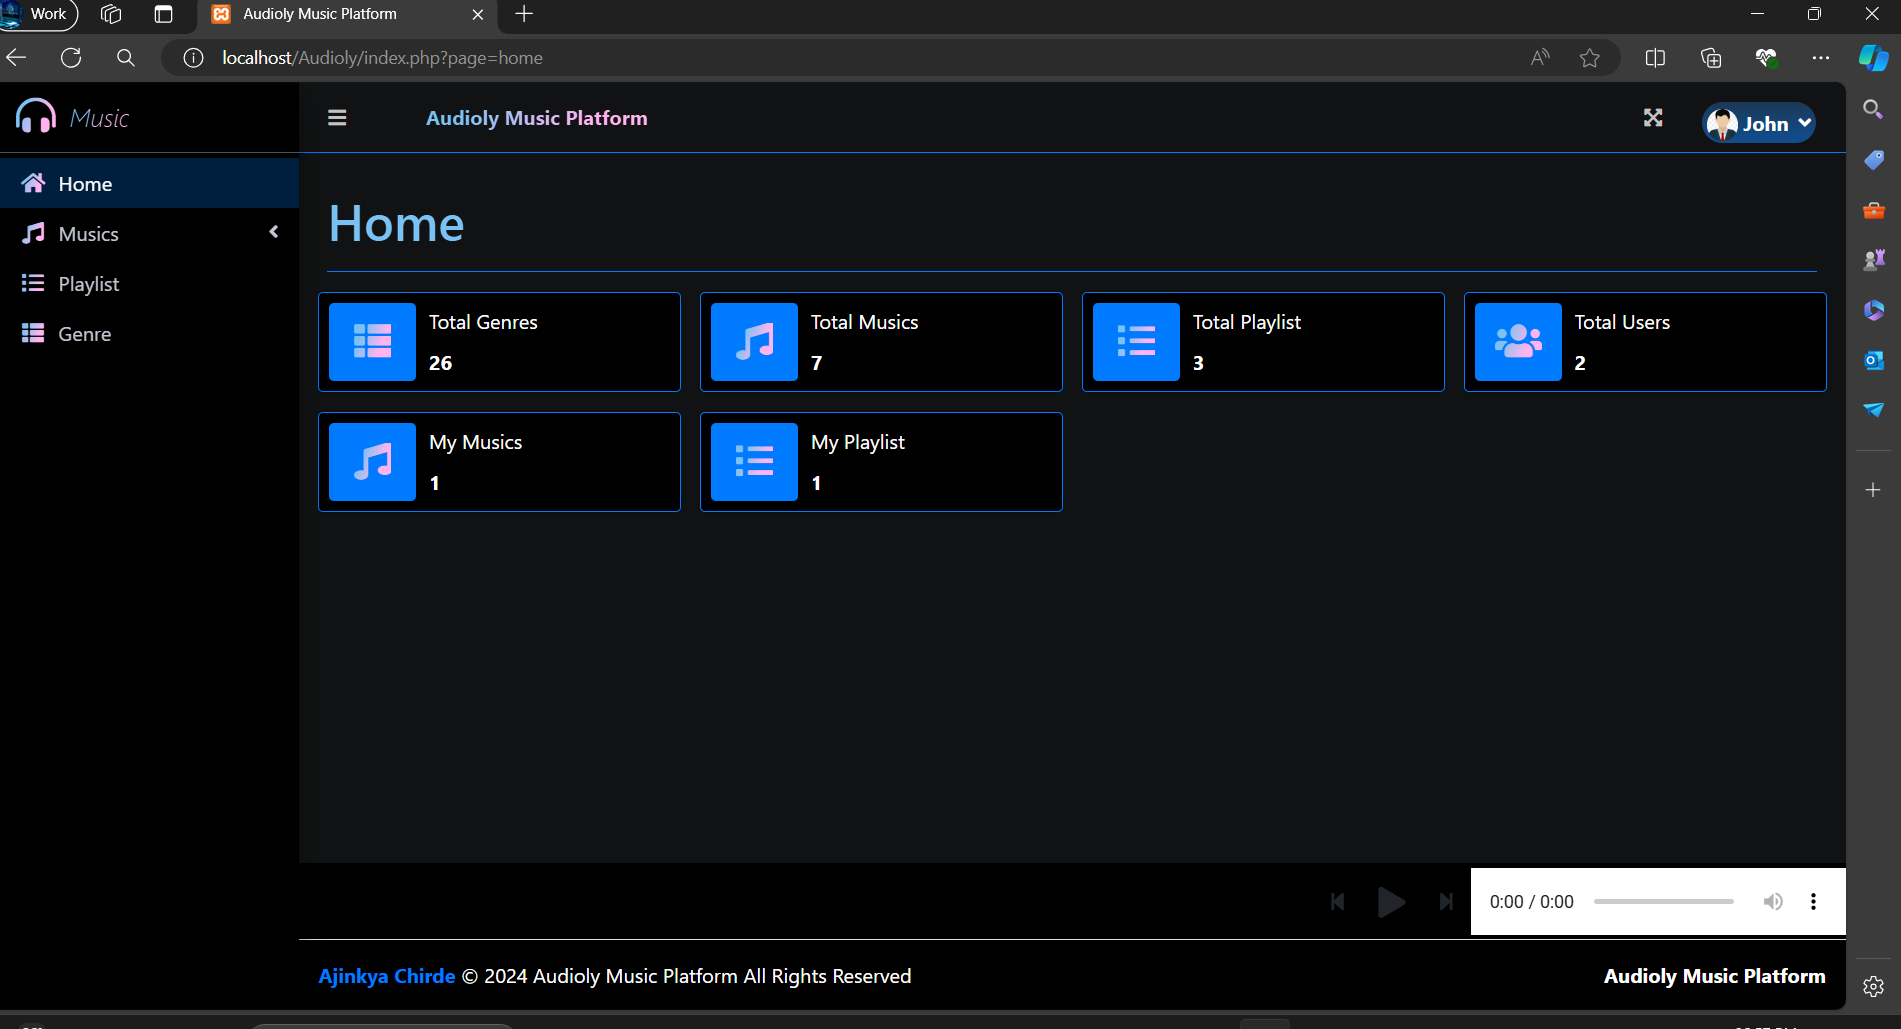 Work
Audioly Music Platform
localhost/Audioly/index.php?page=home
Music
Audioly Music Platform
John
Home
Musics
Playlist
Genre
Home
Total Genres
26
Total Musics
7
Total Playlist
3
Total Users
2
My Musics
1
My Playlist
1
0:00 / 0:00
Ajinkya Chirde © 2024 Audioly Music Platform All Rights Reserved
Audioly Music Platform